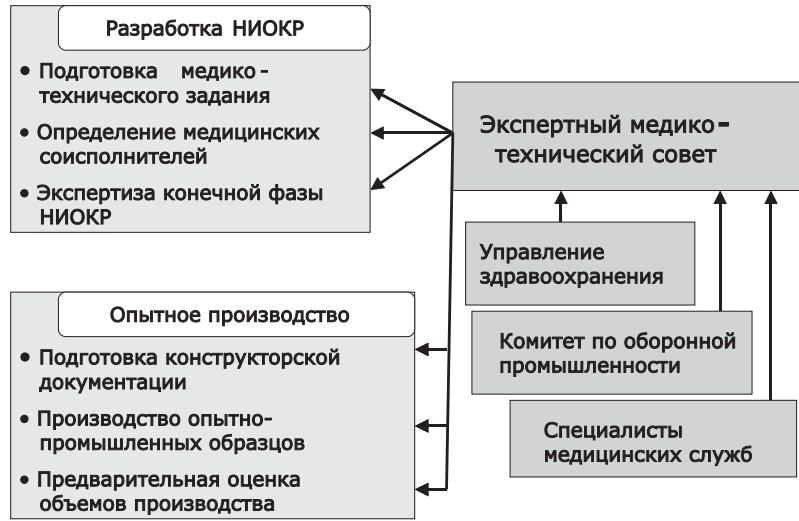 Разработка НИОКР
• Подготовка медико-
технического задания
• Определение медицинских
соисполнителей
• Экспертиза конечной фазы
НИОКР
Экспертный медико-
технический совет
Управление
здравоохранения
Комитет по оборонной
промышленности
Специалисты
медицинских служб
Опытное производство
• Подготовка конструкторской
документации
• Производство опытно-
промышленных образцов
• Предварительная оценка
объемов производства